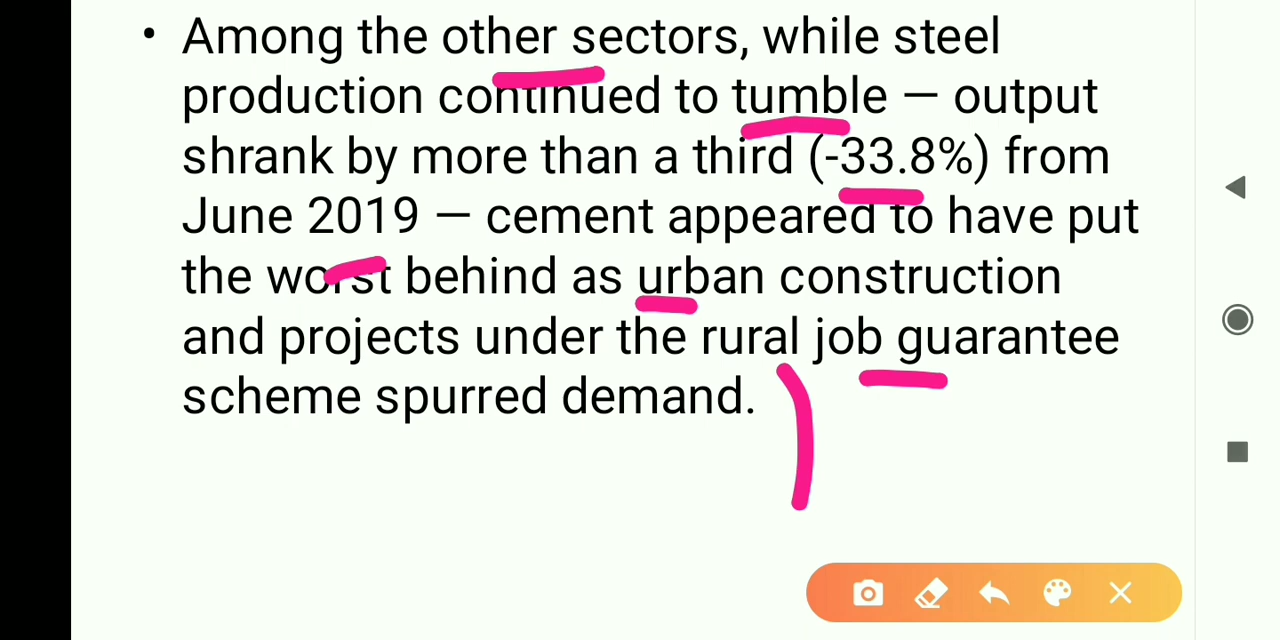 • Among the other sectors, while steel
production continued to tumble — output
shrank by more than a third (-33.8%) from
June 2019 — cement appeared to have put
the worst behind as urban construction
and projects under the rural job guarantee
scheme spurred demand.